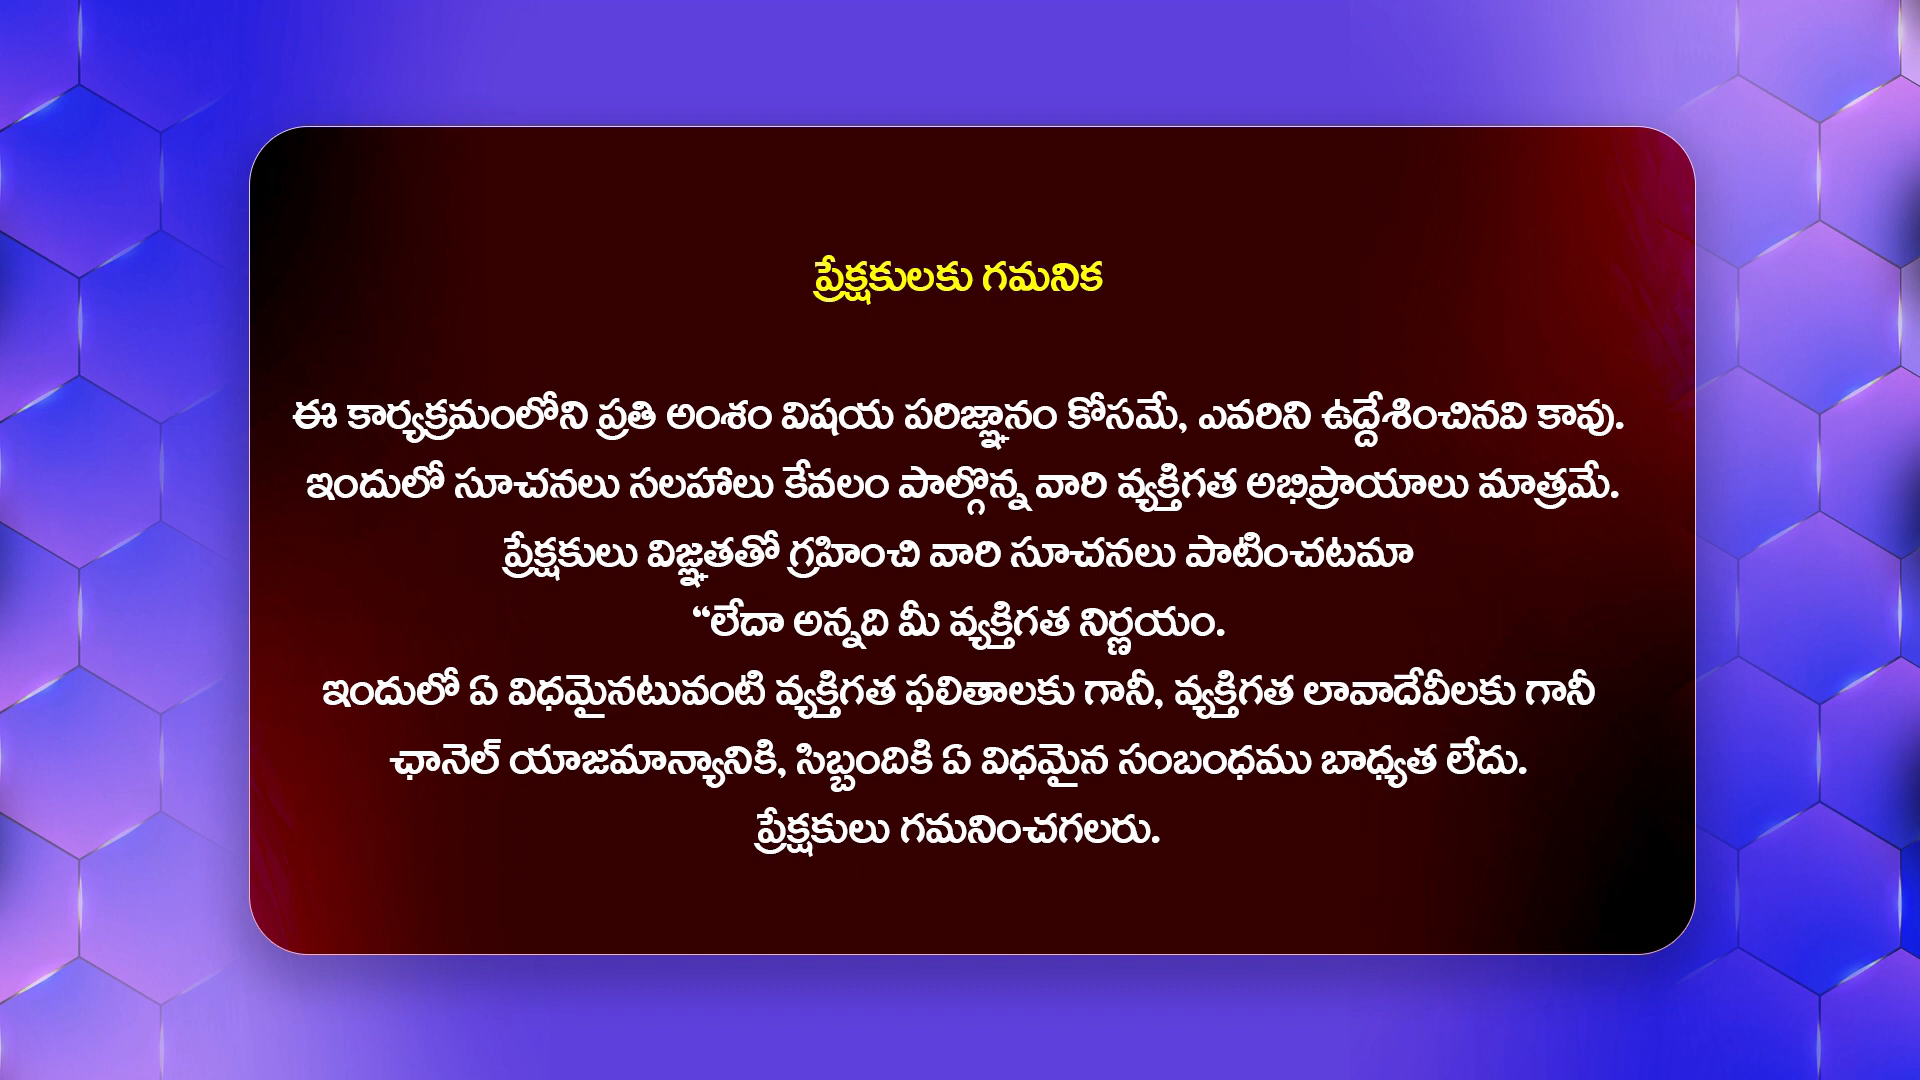 ప్రేక్షకులకు గమనిక
ఈ కార్యక్రమంలోని ప్రతి అంశం విషయ పరిజ్ఞానం కోసమే, ఎవరిని ఉద్దేశించినవి కావు.
ఇందులో సూచనలు సలహాలు కేవలం పాల్గొన్న వారి వ్యక్తిగత అభిప్రాయాలు మాత్రమే.
ప్రేక్షకులు విజ్ఞతతో గ్రహించి వారి సూచనలు పాటించటమా
“లేదా అన్నది మీ వ్యక్తిగత నిర్ణయం.
ఇందులో ఏ విధమైనటువంటి వ్యక్తిగత ఫలితాలకు గానీ, వ్యక్తిగత లావాదేవీలకు గానీ
ఛానెల్ యాజమాన్యానికి, సిబ్బందికి ఏ విధమైన సంబంధము బాధ్యత లేదు.
ప్రేక్షకులు గమనించగలరు.